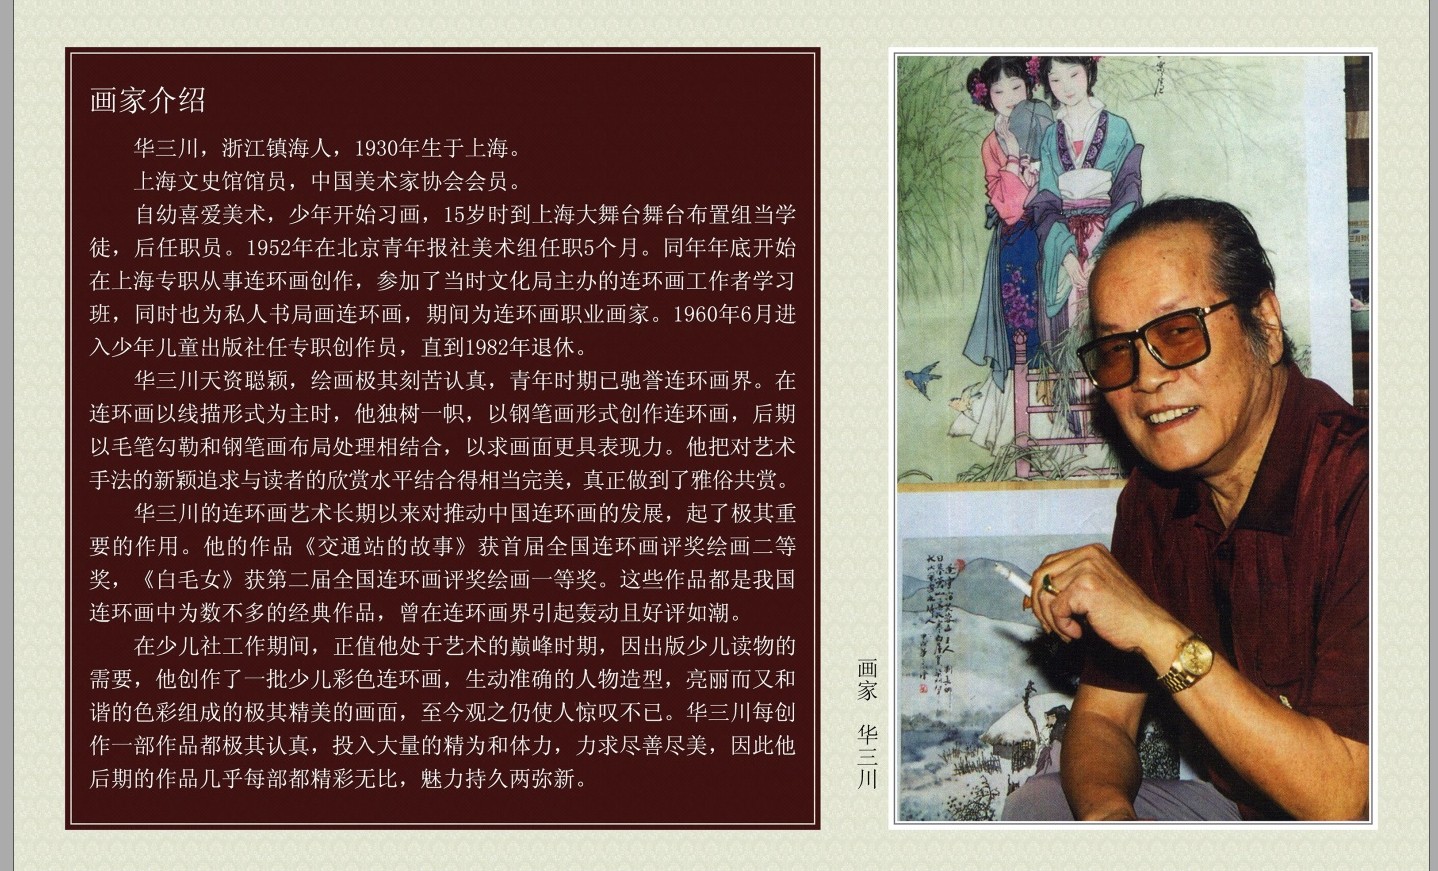 画家介绍
华三川，浙江镇海人，1930年生于上海。
上海文史馆馆员，中国美术家协会会员。
自幼喜爱美术，少年开始习画，15岁时到上海大舞台舞台布置组当学
徒，后任职员。1952年在北京青年报社美术组任职5个月。同年年底开始
在上海专职从事连环画创作，参加了当时文化局主办的连环画工作者学习
班，同时也为私人书局画连环画，期间为连环画职业画家。1960年6月进
入少年儿童出版社任专职创作员，直到1982年退休。
华三川天资聪颖，绘画极其刻苦认真，青年时期已驰誉连环画界。在
连环画以线描形式为主时，他独树一帜，以钢笔画形式创作连环画，后期
以毛笔勾勒和钢笔画布局处理相结合，以求画面更具表现力。他把对艺术
手法的新颖追求与读者的欣赏水平结合得相当完美，真正做到了雅俗共赏。
华三川的连环画艺术长期以来对推动中国连环画的发展，起了极其重
要的作用。他的作品《交通站的故事》获首届全国连环画评奖绘画二等
奖，《白毛女》获第二届全国连环画评奖绘画一等奖。这些作品都是我国
连环画中为数不多的经典作品，曾在连环画界引起轰动且好评如潮。
在少儿社工作期间，正值他处于艺术的巅峰时期，因出版少儿读物的
需要，他创作了一批少儿彩色连环画，生动准确的人物造型，亮丽而又和
谐的色彩组成的极其精美的画面，至今观之仍使人惊叹不已。华三川每创
作一部作品都极其认真，投入大量的精为和体力，力求尽善尽美，因此他
后期的作品几乎每部都精彩无比，魅力持久两弥新。
画家 华三川